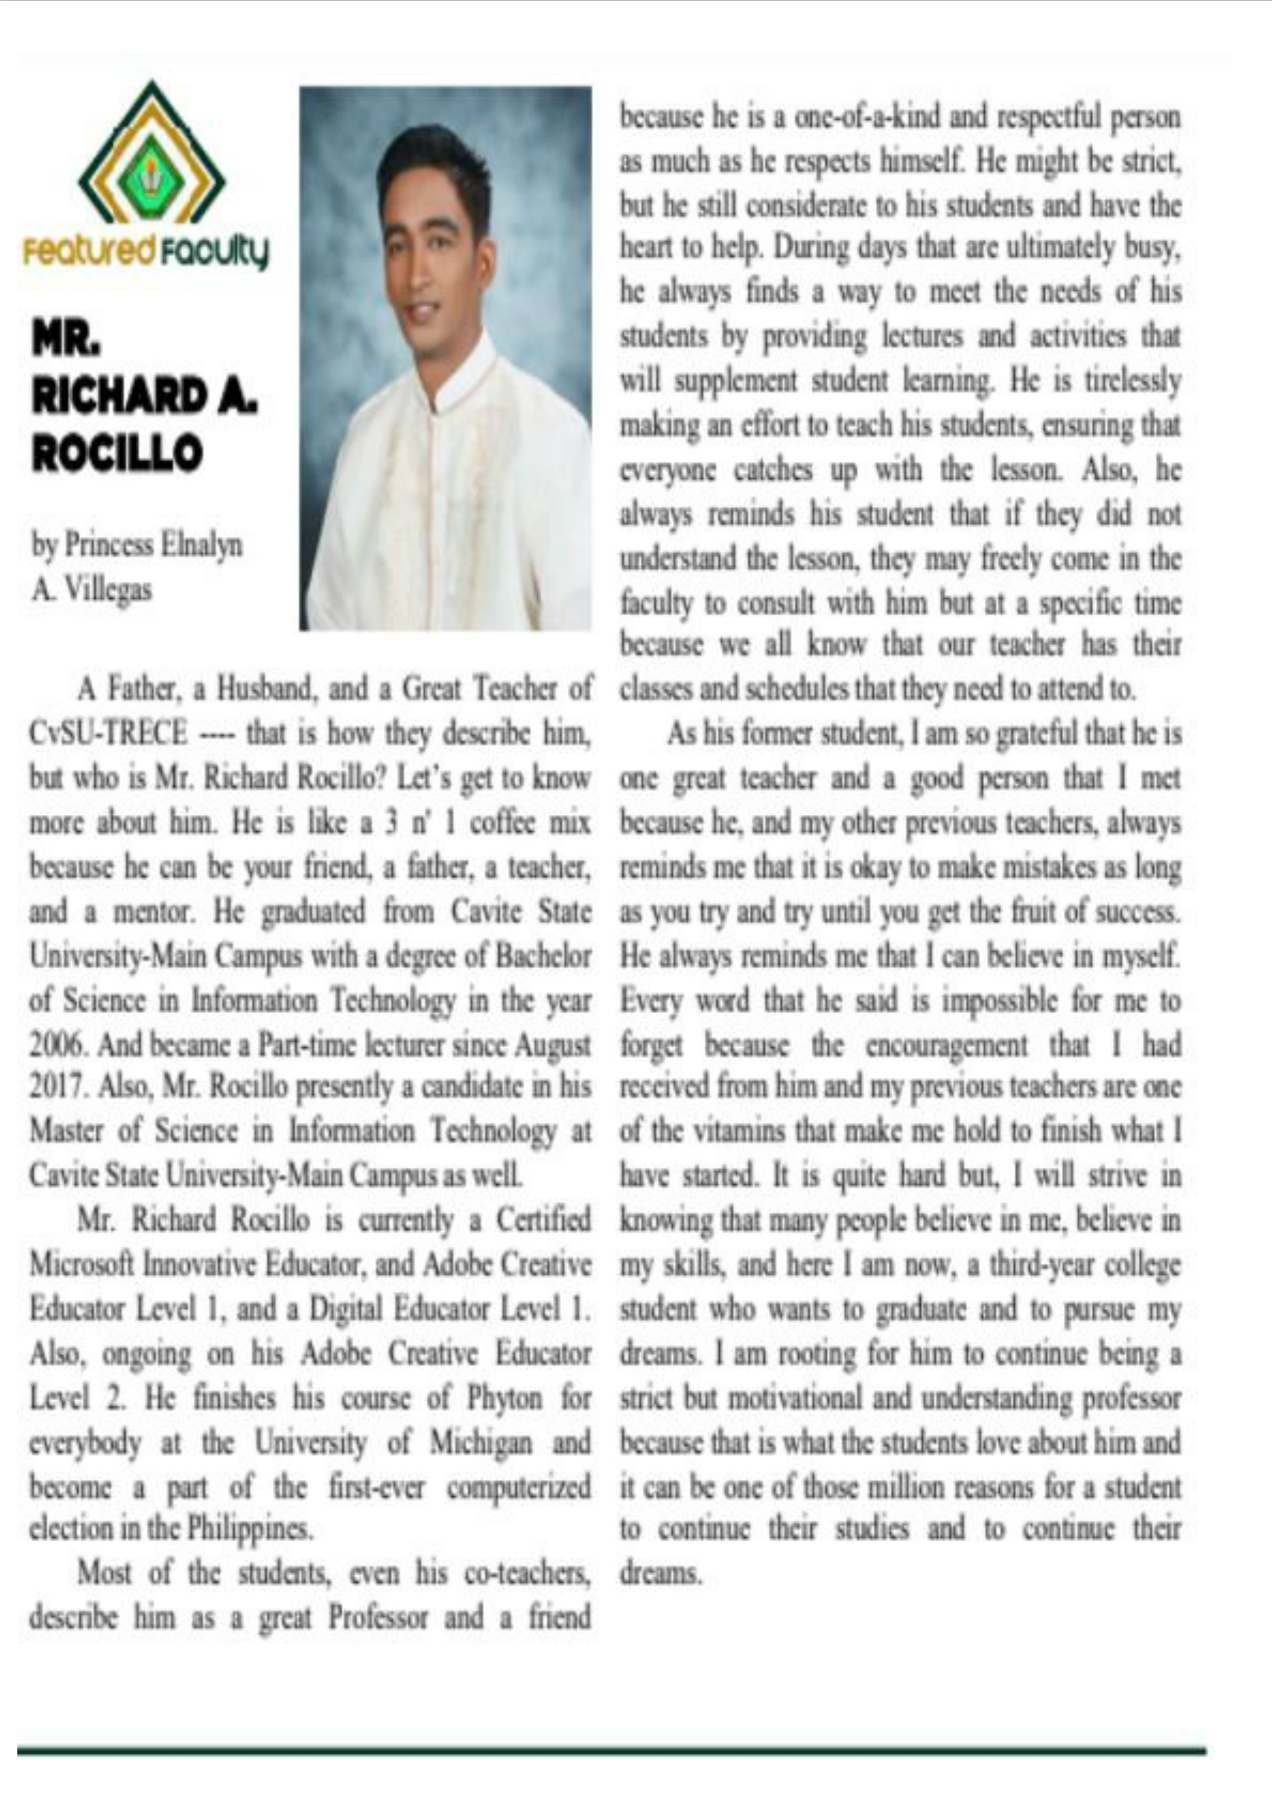 Featured Faculty
MR.
RICHARD A.
ROCILLO
by Princess Elnalyn
A. Villegas
A Father, a Husband, and a Great Teacher of
CvSU-TRECE ---- that is how they describe him,
but who is Mr. Richard Rocillo? Let's get to know
more about him. He is like a 3 n' 1 coffee mix
because he can be your friend, a father, a teacher,
and a mentor. He graduated from Cavite State
University-Main Campus with a degree of Bachelor
of Science in Information Technology in the year
2006. And became a Part-time lecturer since August
2017. Also, Mr. Rocillo presently a candidate in his
Master of Science in Information Technology at
Cavite State University-Main Campus as well.
Mr. Richard Rocillo is currently a Certified
Microsoft Innovative Educator, and Adobe Creative
Educator Level 1, and a Digital Educator Level 1.
Also, ongoing on his Adobe Creative Educator
Level 2. He finishes his course of Phyton for
everybody at the University of Michigan and
become a part of the first-ever computerized
election in the Philippines.
Most of the students, even his co-teachers,
describe him as a great Professor and a friend
because he is a one-of-a-kind and respectful person
as much as he respects himself. He might be strict,
but he still considerate to his students and have the
heart to help. During days that are ultimately busy,
he always finds a way to meet the needs of his
students by providing lectures and activities that
will supplement student learning. He is tirelessly
making an effort to teach his students, ensuring that
everyone catches up with the lesson. Also, he
always reminds his student that if they did not
understand the lesson, they may freely come in the
faculty to consult with him but at a specific time
because we all know that our teacher has their
classes and schedules that they need to attend to.
As his former student, I am so grateful that he is
one great teacher and a good person that I met
because he, and my other previous teachers, always
reminds me that it is okay to make mistakes as long
as you try and try until you get the fruit of success.
He always reminds me that I can believe in myself.
Every word that he said is impossible for me to
forget because the encouragement that I had
received from him and my previous teachers are one
of the vitamins that make me hold to finish what I
have started. It is quite hard but, I will strive in
knowing that many people believe in me, believe in
my skills, and here I am now, a third-year college
student who wants to graduate and to pursue my
dreams. I am rooting for him to continue being a
strict but motivational and understanding professor
because that is what the students love about him and
it can be one of those million reasons for a student
to continue their studies and to continue their
dreams.